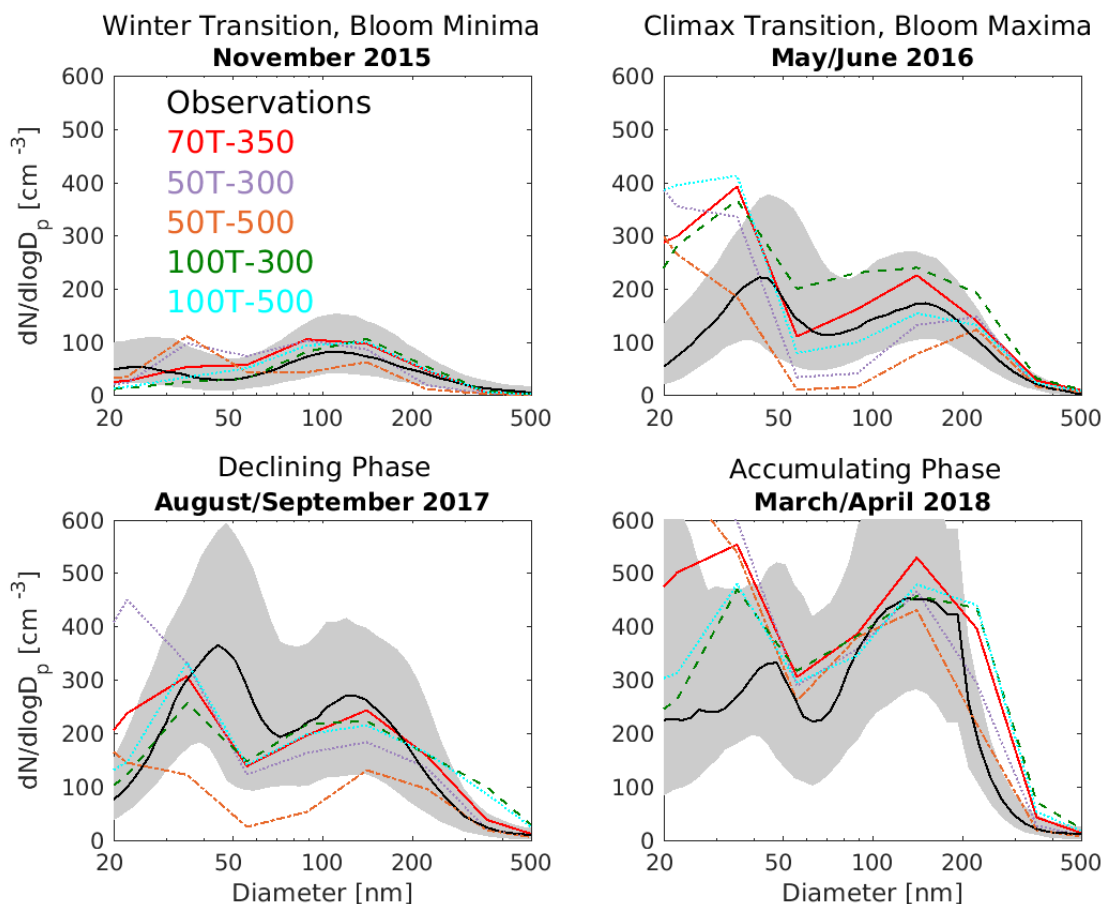 Winter Transition, Bloom Minima
November 2015
600
500
400
300
200
100
0
dN/dlogD_p [cm -3]
Observations
70T-350
50T-300
50T-500
100T-300
100T-500
20 50 100 200 500
Climax Transition, Bloom Maxima
May/June 2016
600
500
400
300
200
100
0
20 50 100 200 500
Declining Phase
August/September 2017
600
500
400
300
200
100
0
dN/dlogD_p [cm⁻³]
20 50 100 200 500
Diameter [nm]
Accumulating Phase
March/April 2018
600
500
400
300
200
100
0
20 50 100 200 500
Diameter [nm]